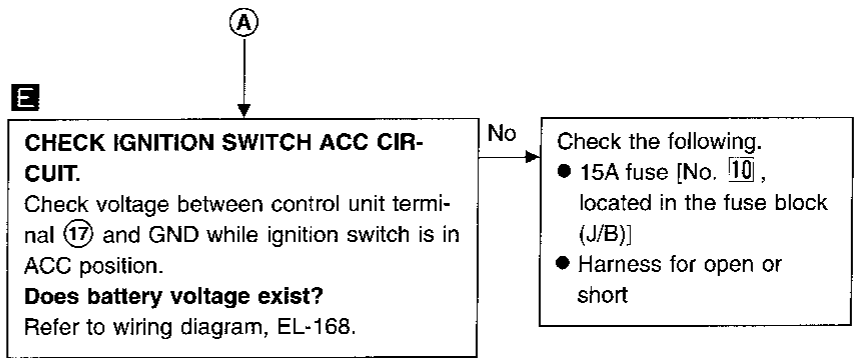 A
E
CHECK IGNITION SWITCH ACC CIR-
CUIT.
Check voltage between control unit termi-
nal 17 and GND while ignition switch is in
ACC position.
Does battery voltage exist?
Refer to wiring diagram, EL-168.
No
Check the following.
● 15A fuse [No. 10 ,
located in the fuse block
(J/B)]
● Harness for open or
short